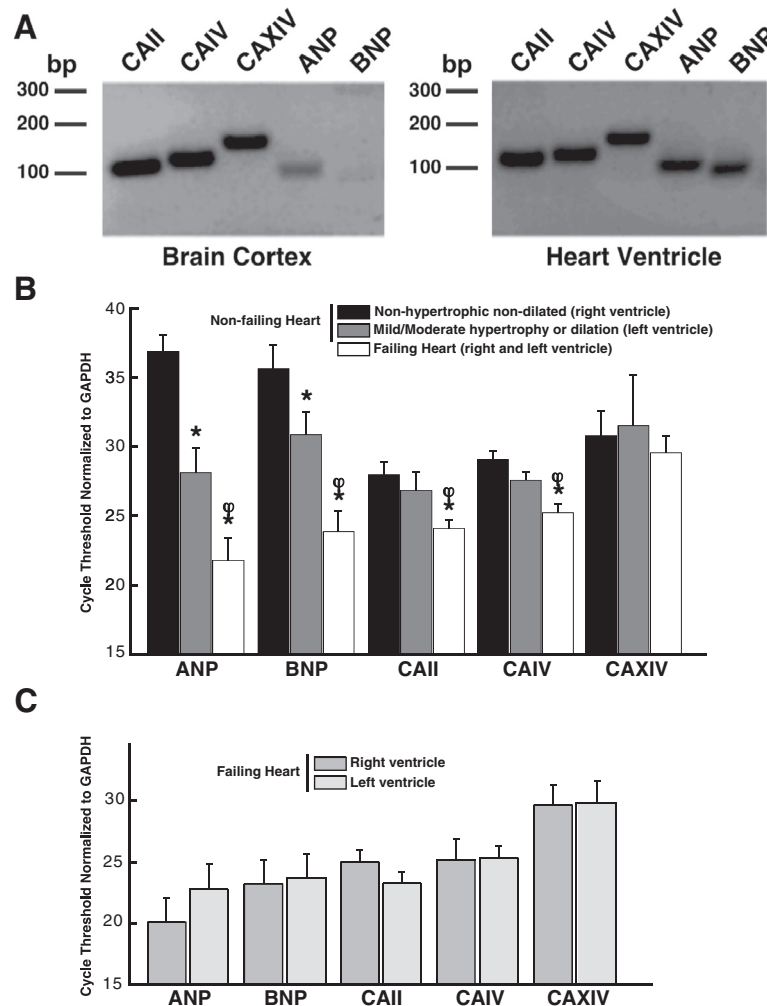 A
bp
CAII
CAIV
CAXIV
ANP
BNP
300
200
100
Brain Cortex
bp
CAII
CAIV
CAXIV
ANP
BNP
300
200
100
Heart Ventricle
B
Cycle Threshold Normalized to GAPDH
Non-failing Heart
Non-hypertrophic non-dilated (right ventricle)
Mild/Moderate hypertrophy or dilation (left ventricle)
Failing Heart (right and left ventricle)
40
35
30
25
20
15
*
φ
*
*
φ
*
φ
*
φ
*
ANP BNP CAII CAIV CAXIV
C
Cycle Threshold Normalized to GAPDH
Failing Heart
Right ventricle
Left ventricle
30
25
20
15
ANP BNP CAII CAIV CAXIV